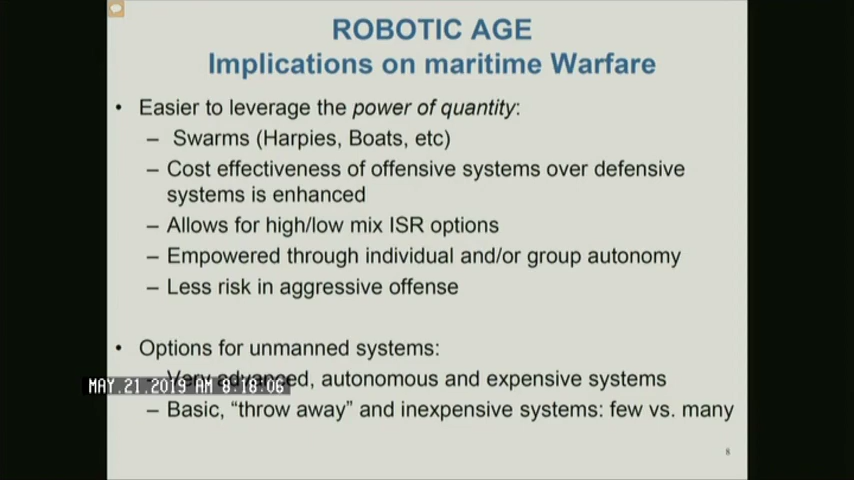 ROBOTIC AGE
Implications on maritime Warfare
• Easier to leverage the power of quantity:
– Swarms (Harpies, Boats, etc)
– Cost effectiveness of offensive systems over defensive
systems is enhanced
– Allows for high/low mix ISR options
– Empowered through individual and/or group autonomy
– Less risk in aggressive offense
• Options for unmanned systems:
– Very advanced, autonomous and expensive systems
MAY.21.2019 AM 8:18:06
– Basic, “throw away” and inexpensive systems: few vs. many
8